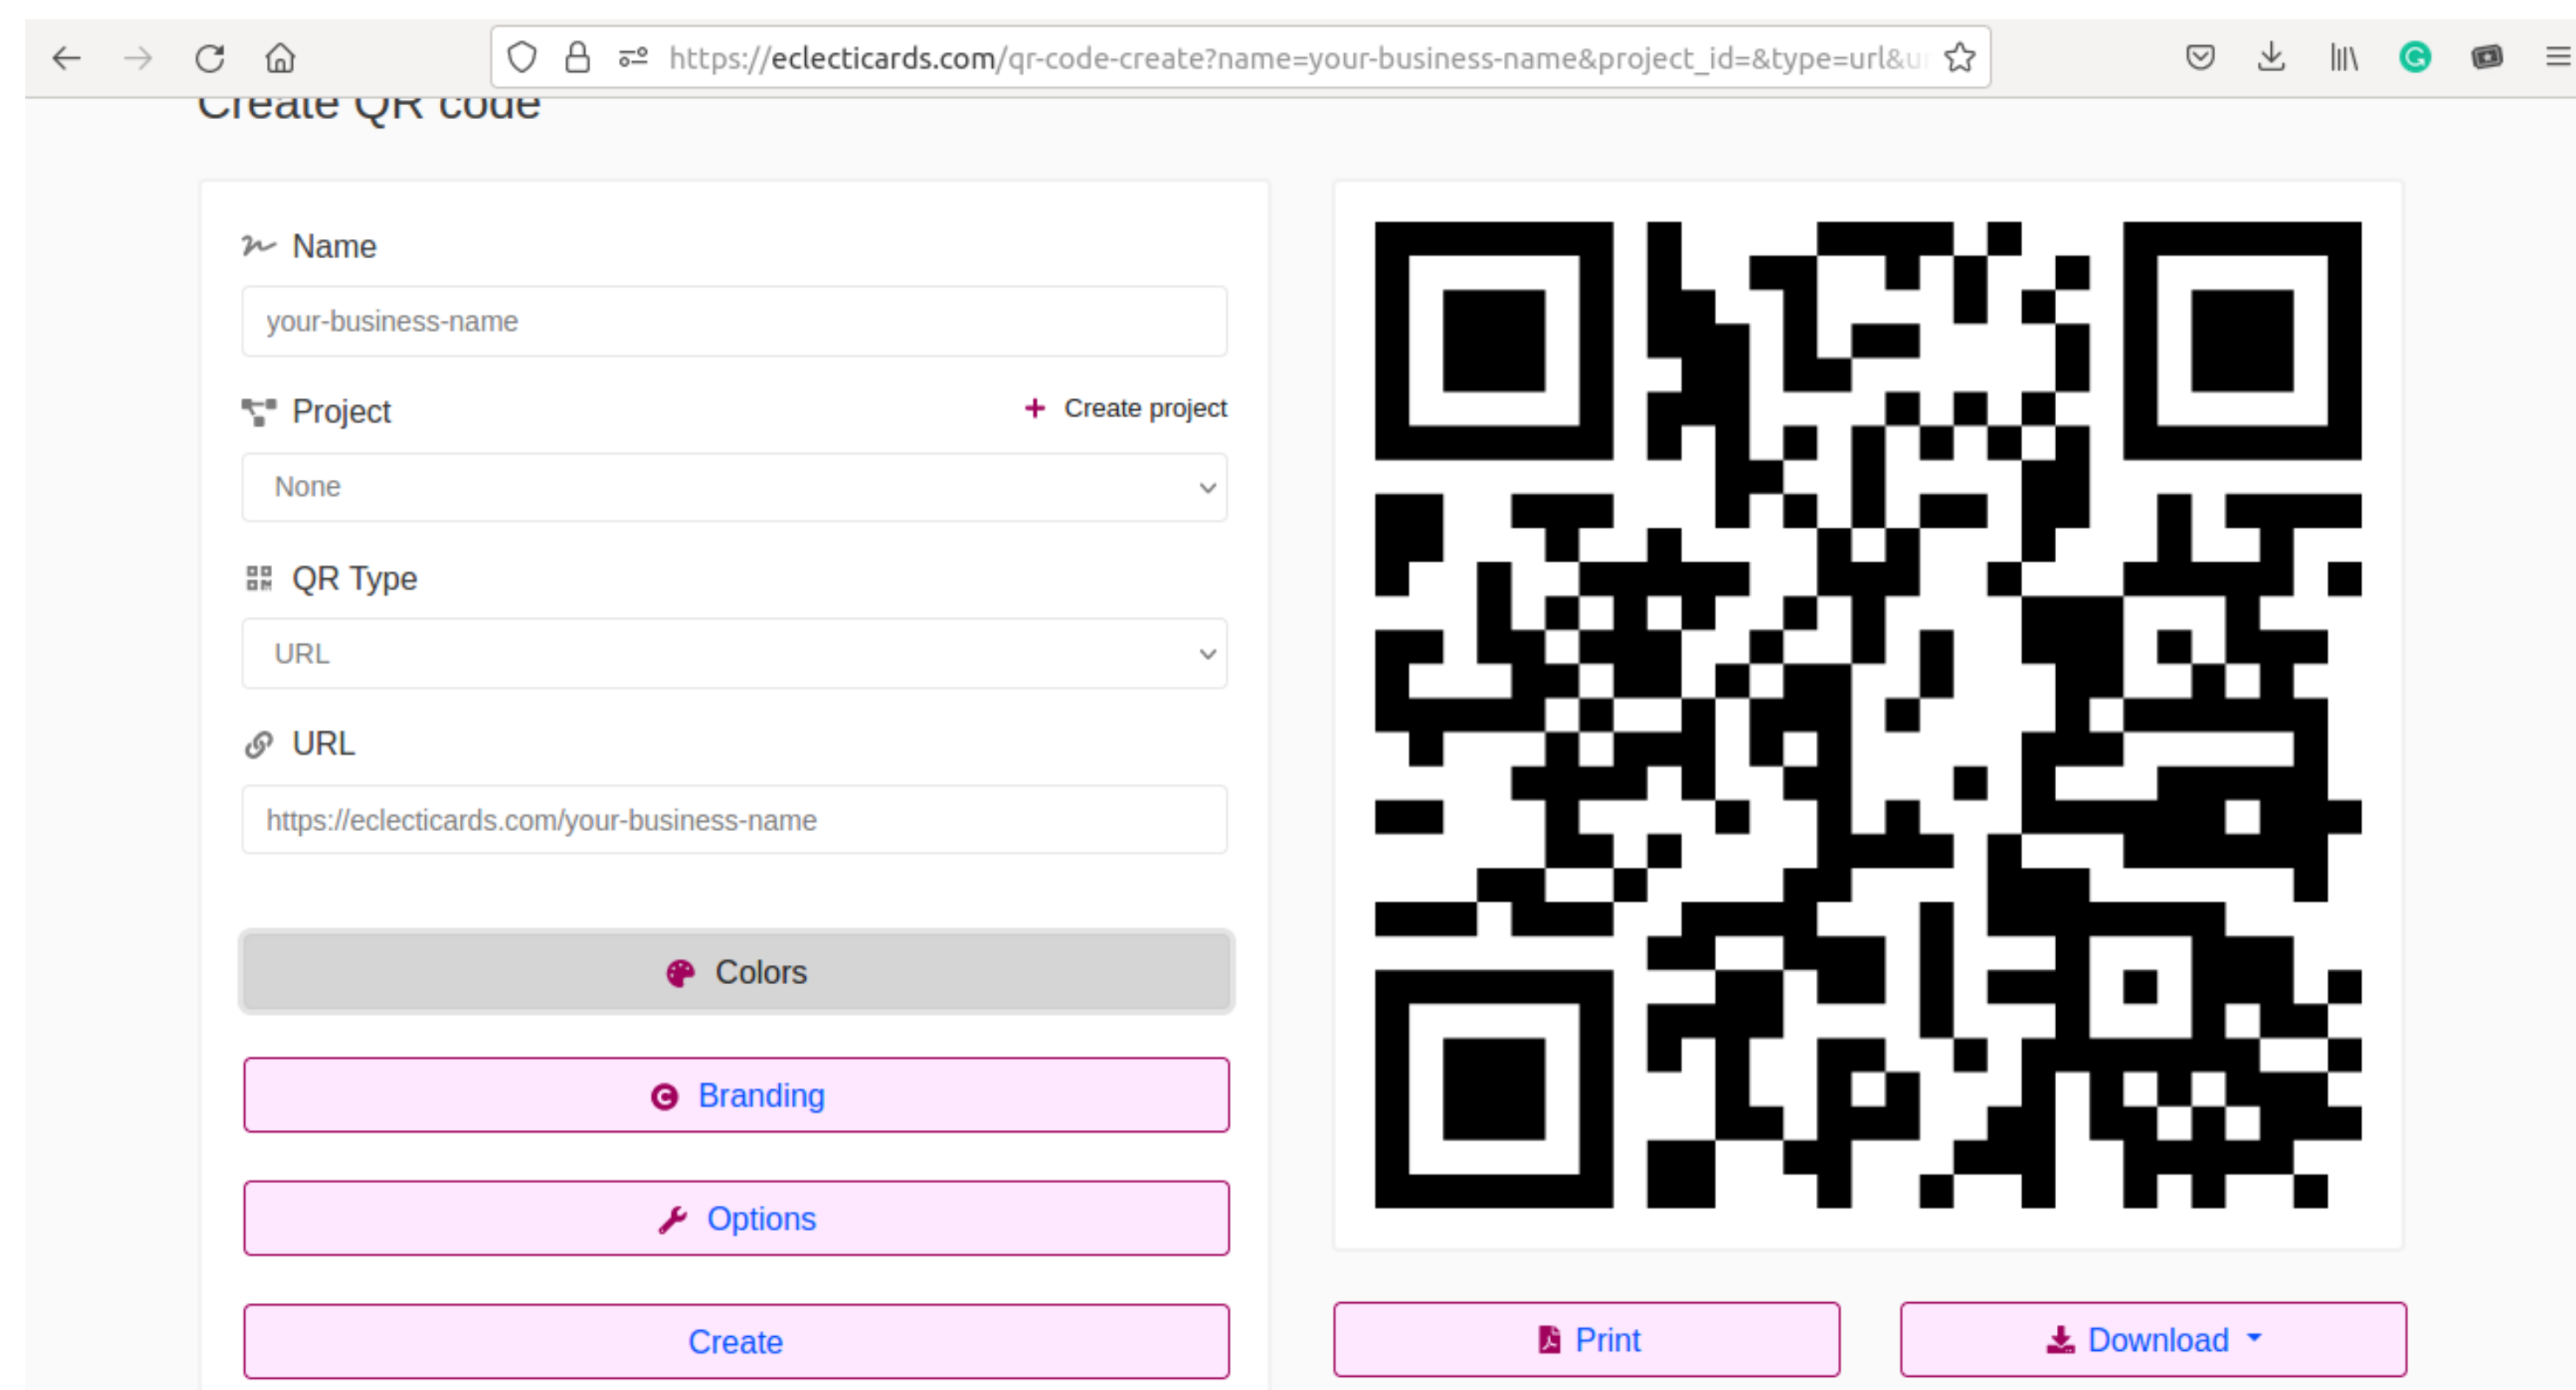 https://eclecticards.com/qr-code-create?name=your-business-name&project_id=&type=url&u
Create QR code
Name
your-business-name
Project
+ Create project
None
QR Type
URL
URL
https://eclecticards.com/your-business-name
Colors
Branding
Options
Create
Print
Download